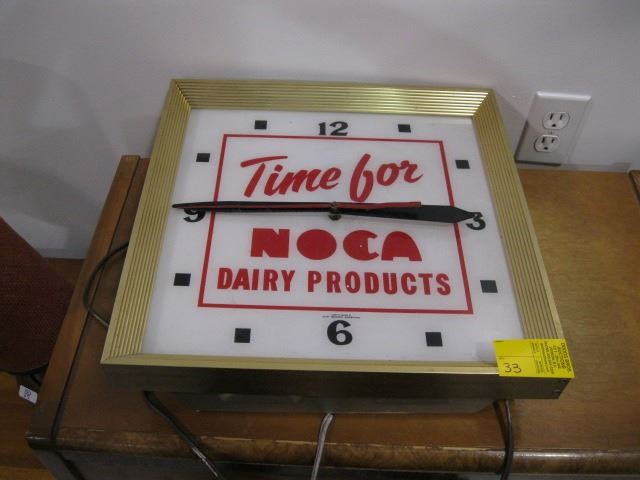 12
Time for
9
3
NOCA
DAIRY PRODUCTS
6
33